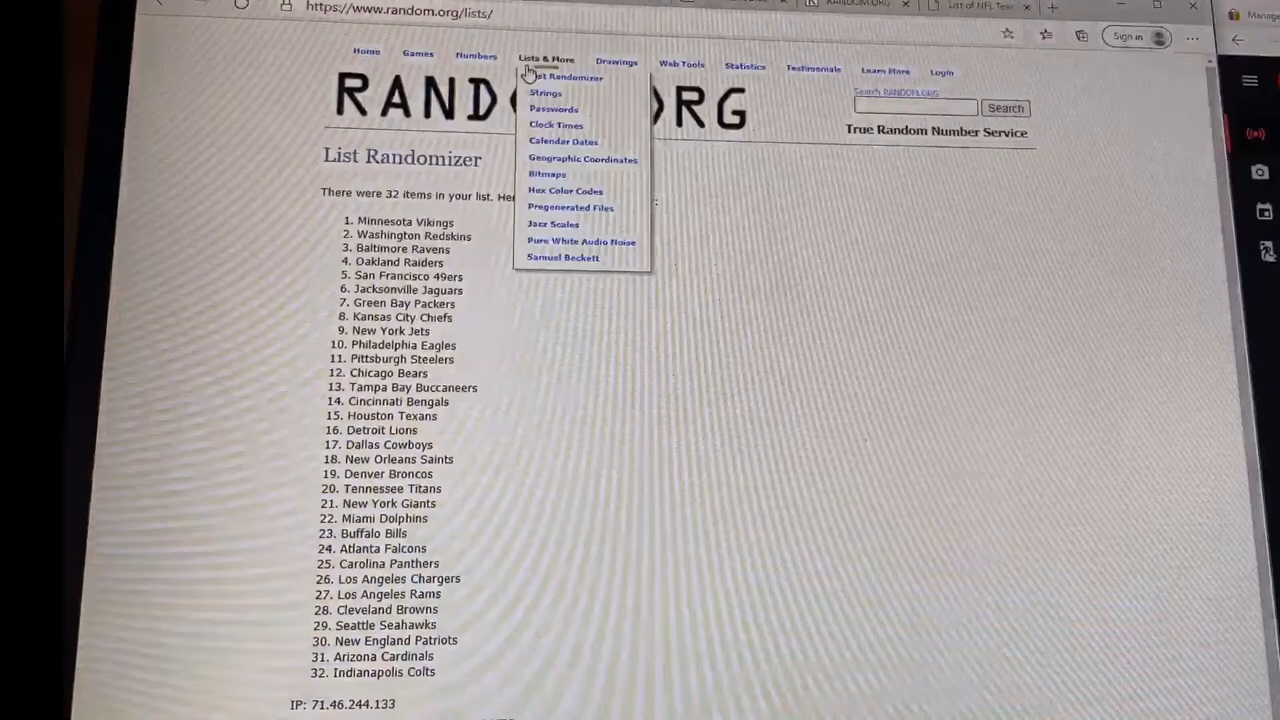 https://www.random.org/lists/
Sign in
Home Games Numbers Lists & More Drawings Web Tools Statistics Testimonials Learn More Login
Randomizer
Strings
Passwords
Clock Times
Calendar Dates
Geographic Coordinates
Bitmaps
Hex Color Codes
Pregenerated Files
Jazz Scales
Pure White Audio Noise
Samuel Beckett
RAND RG
Search RANDOM.ORG
Search
True Random Number Service
List Randomizer
There were 32 items in your list. He
1. Minnesota Vikings
2. Washington Redskins
3. Baltimore Ravens
4. Oakland Raiders
5. San Francisco 49ers
6. Jacksonville Jaguars
7. Green Bay Packers
8. Kansas City Chiefs
9. New York Jets
10. Philadelphia Eagles
11. Pittsburgh Steelers
12. Chicago Bears
13. Tampa Bay Buccaneers
14. Cincinnati Bengals
15. Houston Texans
16. Detroit Lions
17. Dallas Cowboys
18. New Orleans Saints
19. Denver Broncos
20. Tennessee Titans
21. New York Giants
22. Miami Dolphins
23. Buffalo Bills
24. Atlanta Falcons
25. Carolina Panthers
26. Los Angeles Chargers
27. Los Angeles Rams
28. Cleveland Browns
29. Seattle Seahawks
30. New England Patriots
31. Arizona Cardinals
32. Indianapolis Colts
IP: 71.46.244.133